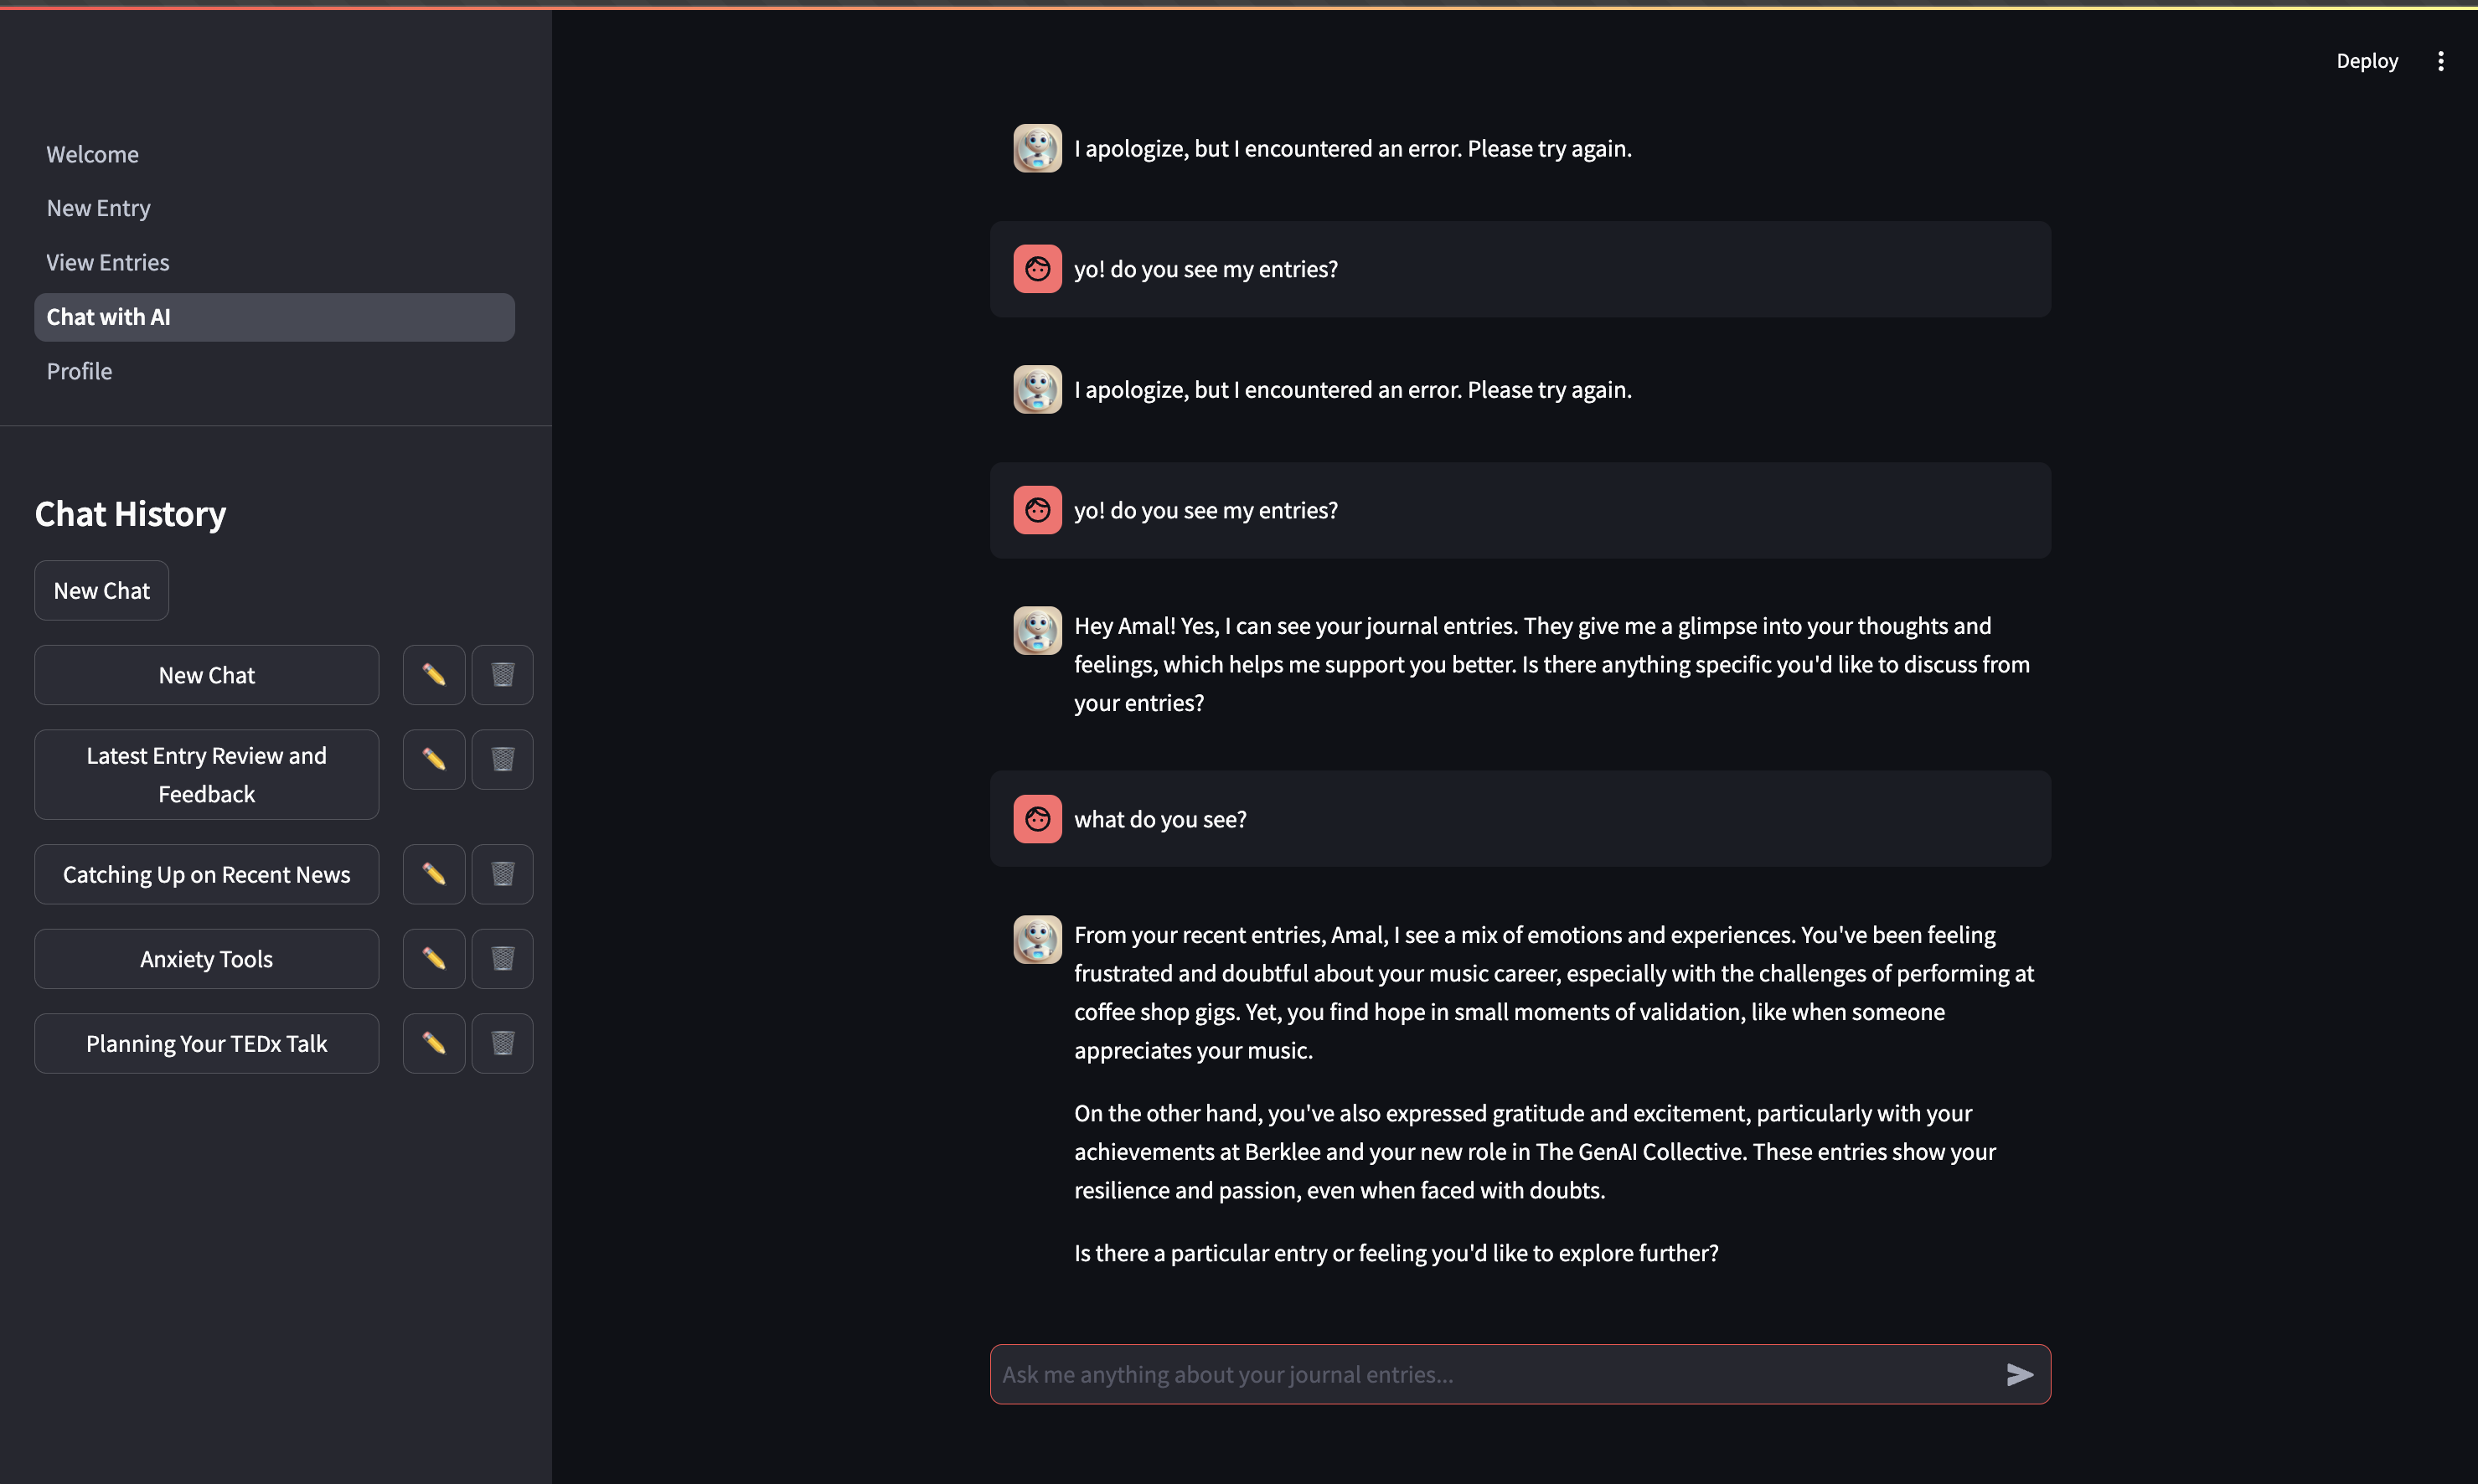 Deploy
Welcome
New Entry
View Entries
Chat with AI
Profile
Chat History
New Chat
New Chat
Latest Entry Review and
Feedback
Catching Up on Recent News
Anxiety Tools
Planning Your TEDx Talk
I apologize, but I encountered an error. Please try again.
yo! do you see my entries?
I apologize, but I encountered an error. Please try again.
yo! do you see my entries?
Hey Amal! Yes, I can see your journal entries. They give me a glimpse into your thoughts and
feelings, which helps me support you better. Is there anything specific you'd like to discuss from
your entries?
what do you see?
From your recent entries, Amal, I see a mix of emotions and experiences. You've been feeling
frustrated and doubtful about your music career, especially with the challenges of performing at
coffee shop gigs. Yet, you find hope in small moments of validation, like when someone
appreciates your music.
On the other hand, you've also expressed gratitude and excitement, particularly with your
achievements at Berklee and your new role in The GenAI Collective. These entries show your
resilience and passion, even when faced with doubts.
Is there a particular entry or feeling you'd like to explore further?
Ask me anything about your journal entries...